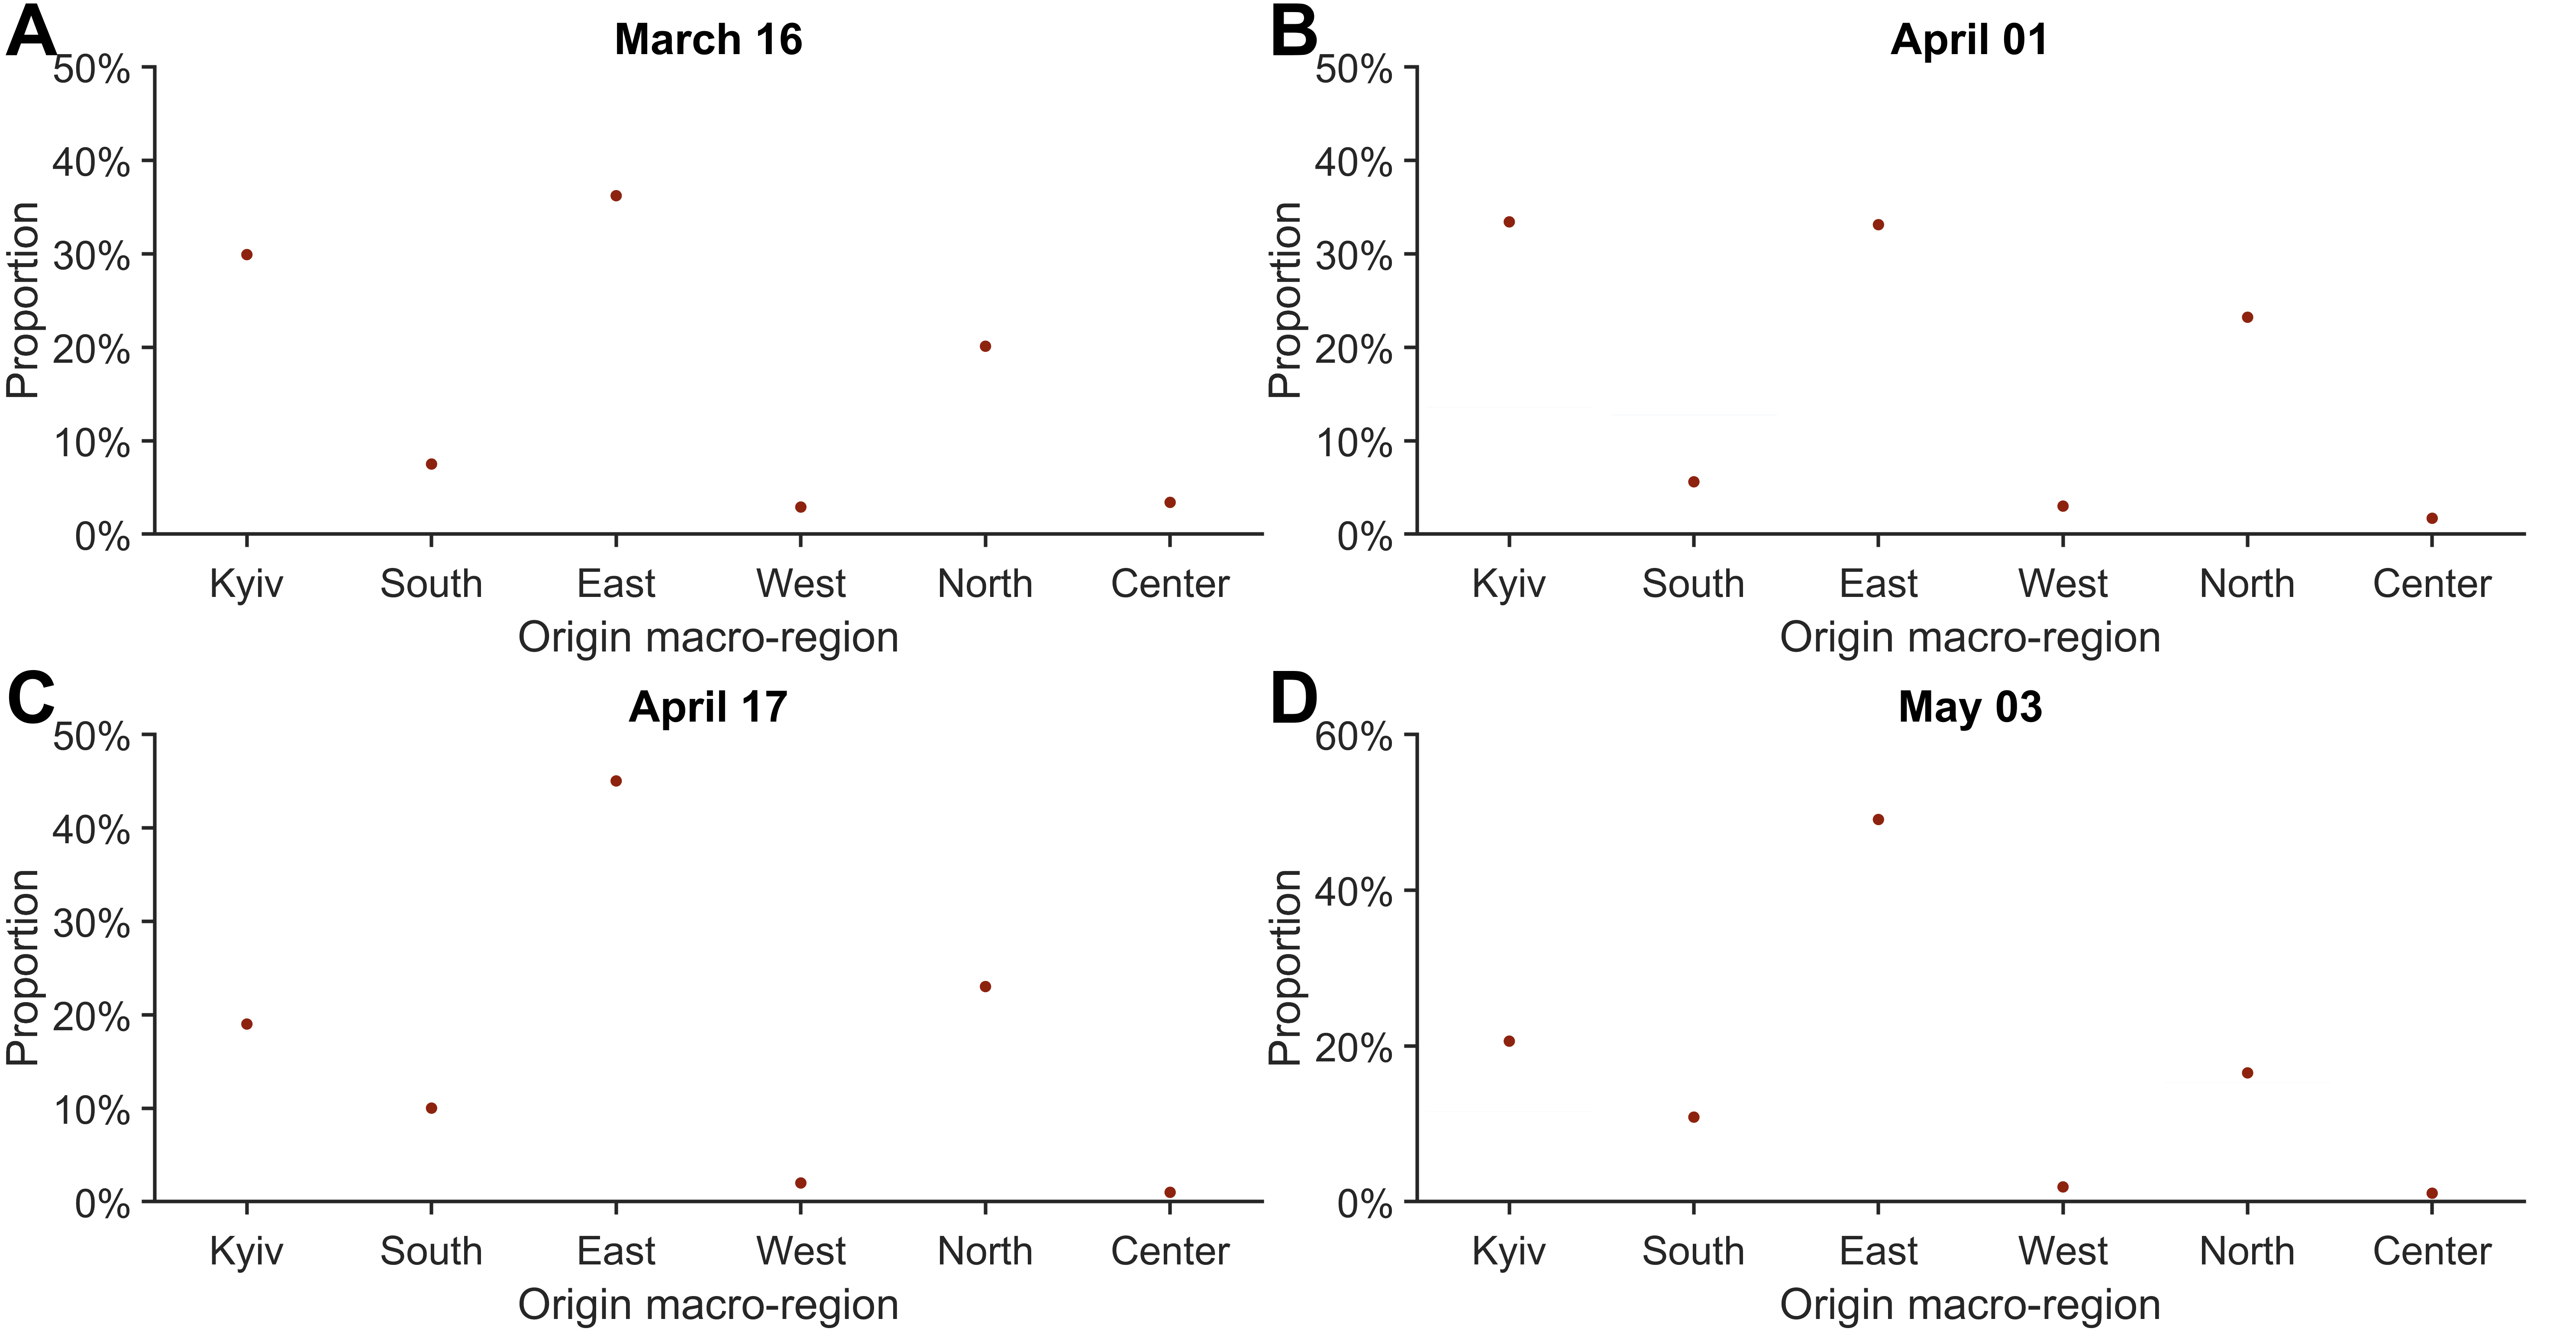 A
March 16
50%
40%
30%
20%
10%
0%
Proportion
Kyiv South East West North Center
Origin macro-region
B
April 01
50%
40%
30%
20%
10%
0%
Proportion
Kyiv South East West North Center
Origin macro-region
C
April 17
50%
40%
30%
20%
10%
0%
Proportion
Kyiv South East West North Center
Origin macro-region
D
May 03
60%
40%
20%
0%
Proportion
Kyiv South East West North Center
Origin macro-region